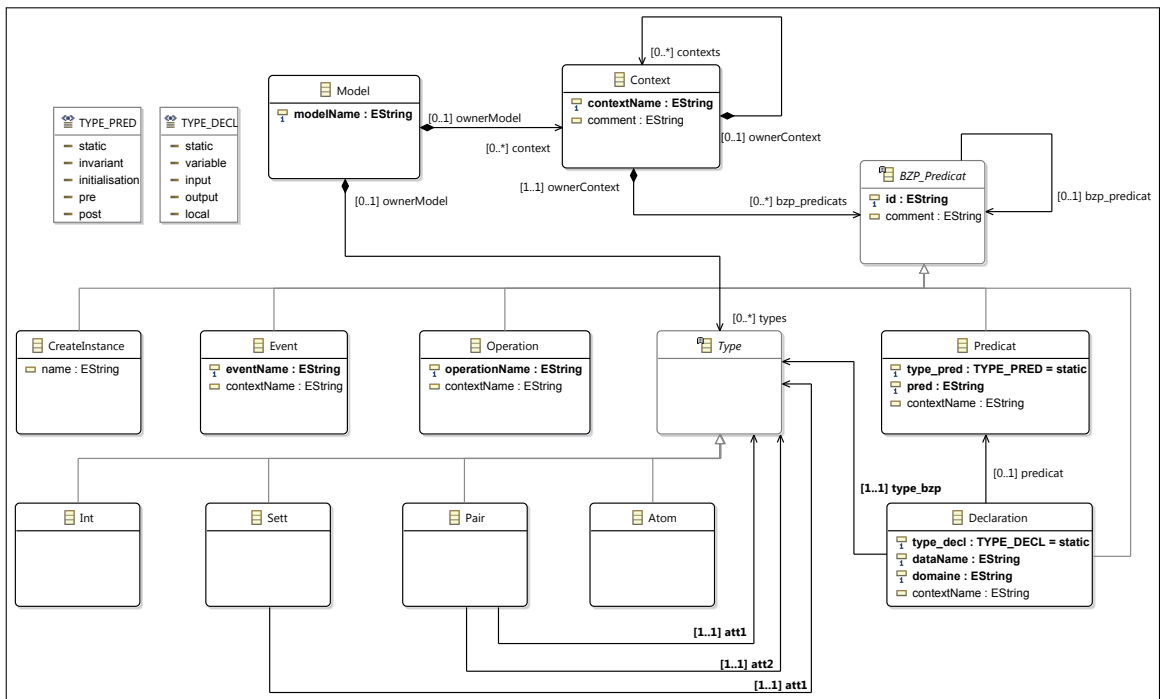 [0..*] contexts
Model
modelName : EString
Context
contextName : EString
comment : EString
[0..1] ownerModel
[0..*] context
[0..1] ownerContext
TYPE_PRED
static
invariant
initialisation
pre
post
TYPE_DECL
static
variable
input
output
local
[0..1] ownerModel
[1..1] ownerContext
[0..*] bzp_predicats
BZP_Predicat
id : EString
comment : EString
[0..1] bzp_predicat
[0..*] types
CreateInstance
name : EString
Event
eventName : EString
contextName : EString
Operation
operationName : EString
contextName : EString
Type
Predicat
type_pred : TYPE_PRED = static
pred : EString
contextName : EString
[0..1] predicat
[1..1] type_bzp
Int
Sett
Pair
Atom
Declaration
type_decl : TYPE_DECL = static
dataName : EString
domaine : EString
contextName : EString
[1..1] att1
[1..1] att2
[1..1] att1